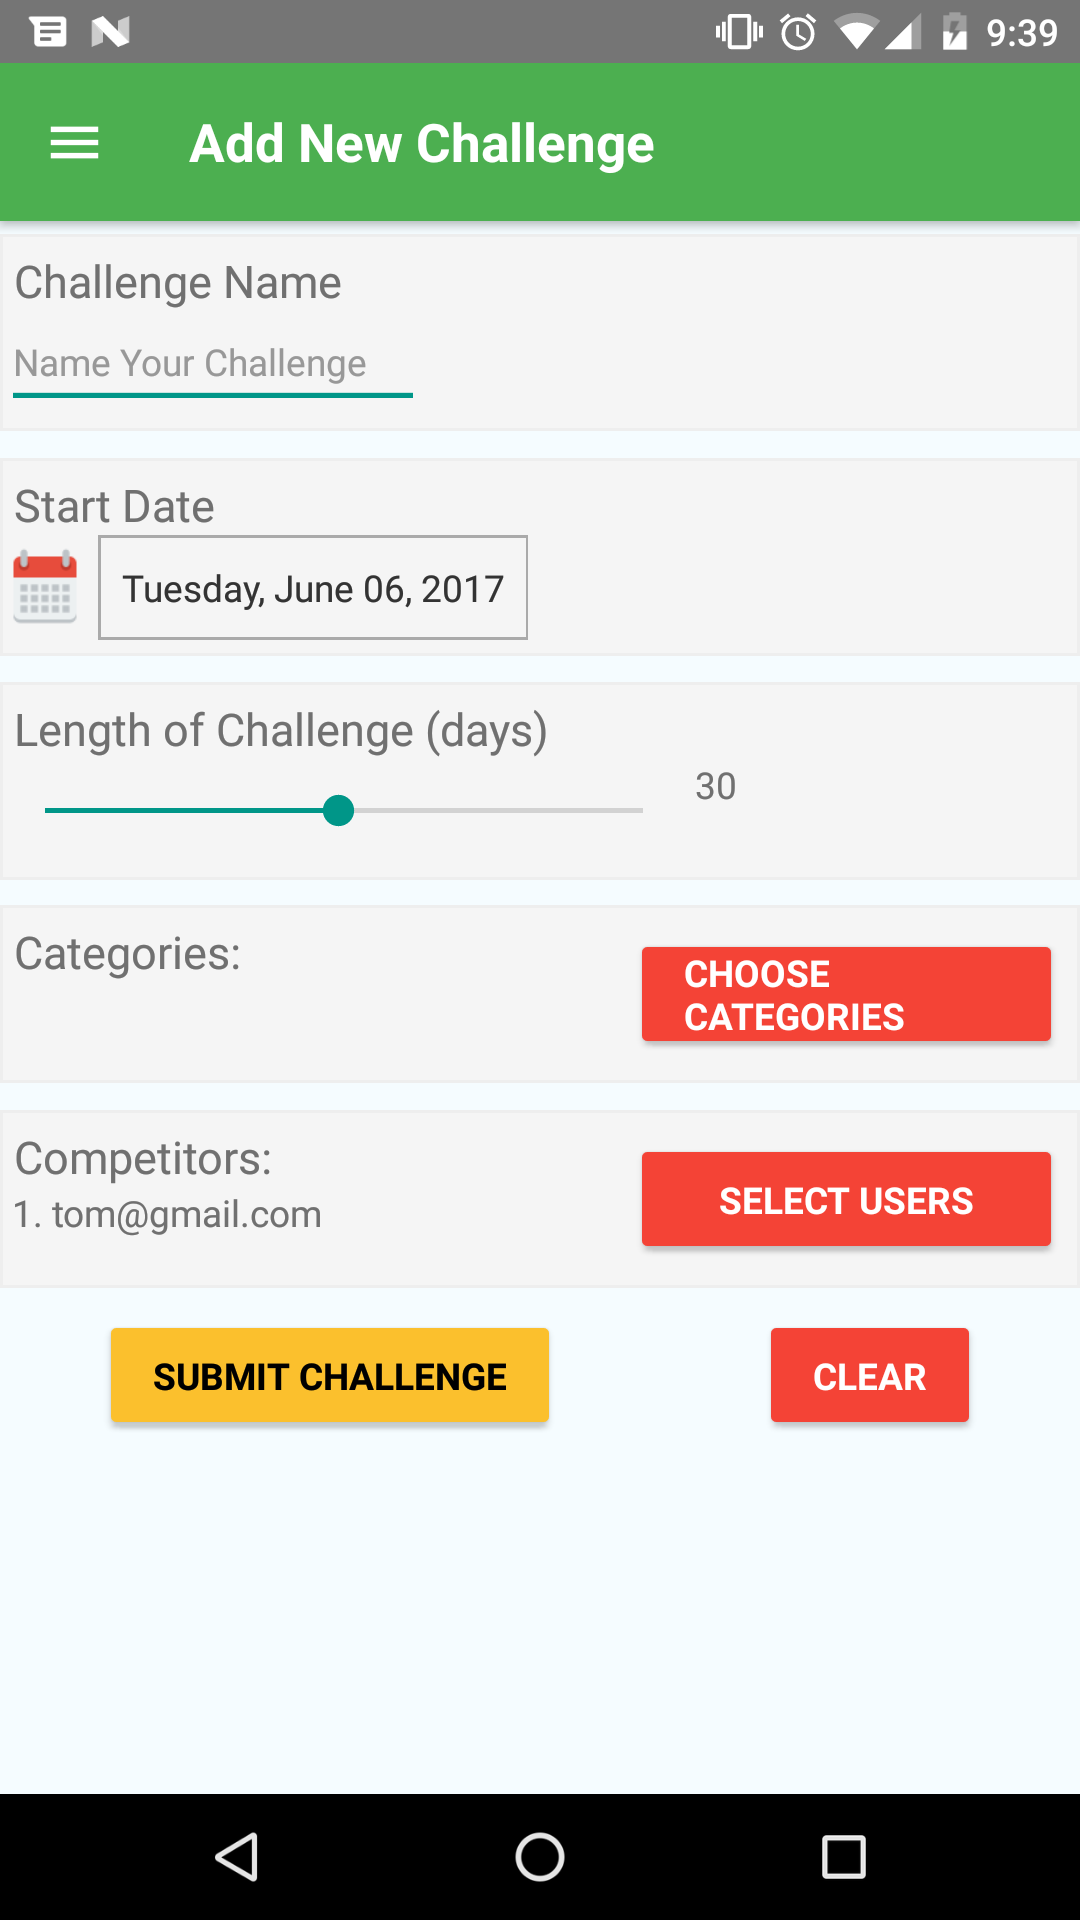 9:39
Add New Challenge
Challenge Name
Name Your Challenge
Start Date
Tuesday, June 06, 2017
Length of Challenge (days)
30
Categories:
CHOOSE
CATEGORIES
Competitors:
1. tom@gmail.com
SELECT USERS
SUBMIT CHALLENGE
CLEAR